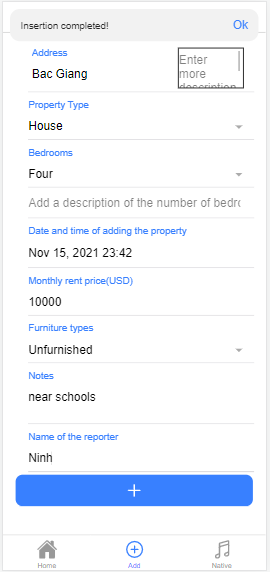 Insertion completed!
Ok
Address
Bac Giang
Enter
more
description
Property Type
House
Bedrooms
Four
Add a description of the number of bedro
Date and time of adding the property
Nov 15, 2021 23:42
Monthly rent price(USD)
10000
Furniture types
Unfurnished
Notes
near schools
Name of the reporter
Ninh
Home
Add
Native